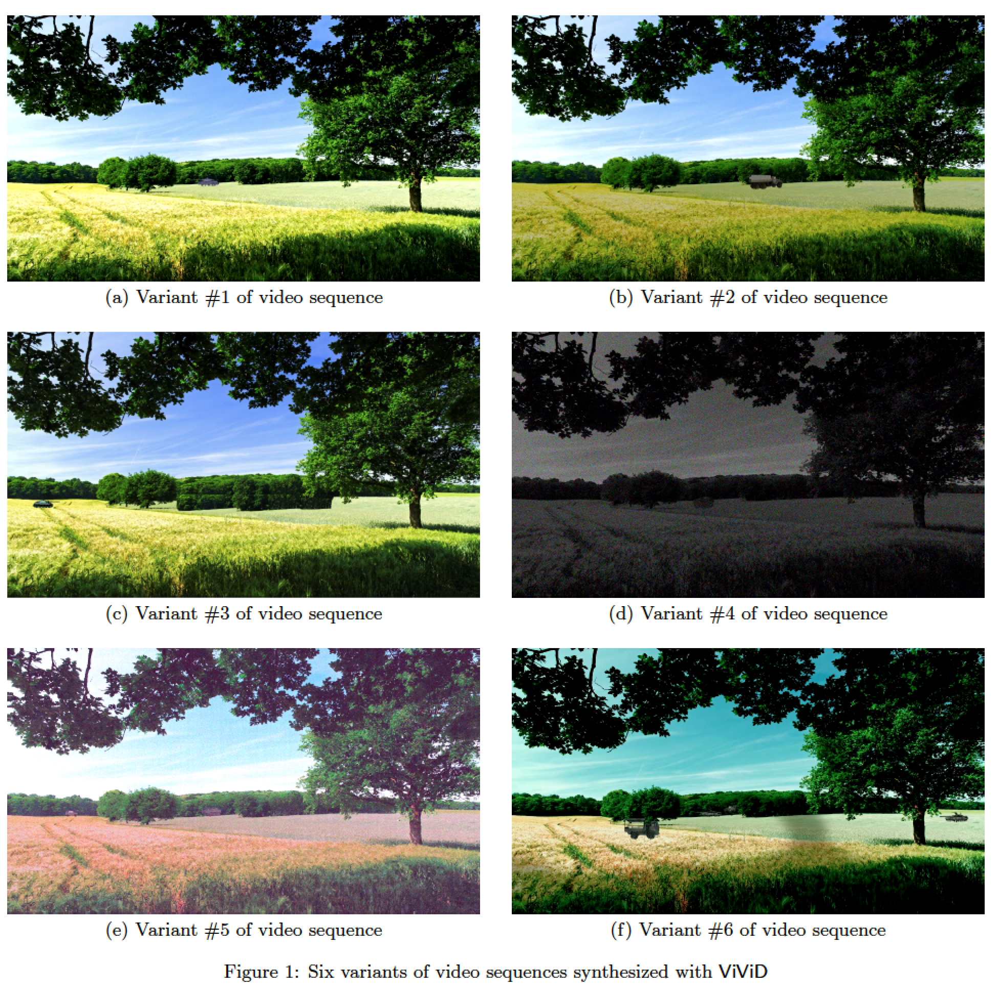 (a) Variant #1 of video sequence
(b) Variant #2 of video sequence
(c) Variant #3 of video sequence
(d) Variant #4 of video sequence
(e) Variant #5 of video sequence
(f) Variant #6 of video sequence
Figure 1: Six variants of video sequences synthesized with ViViD